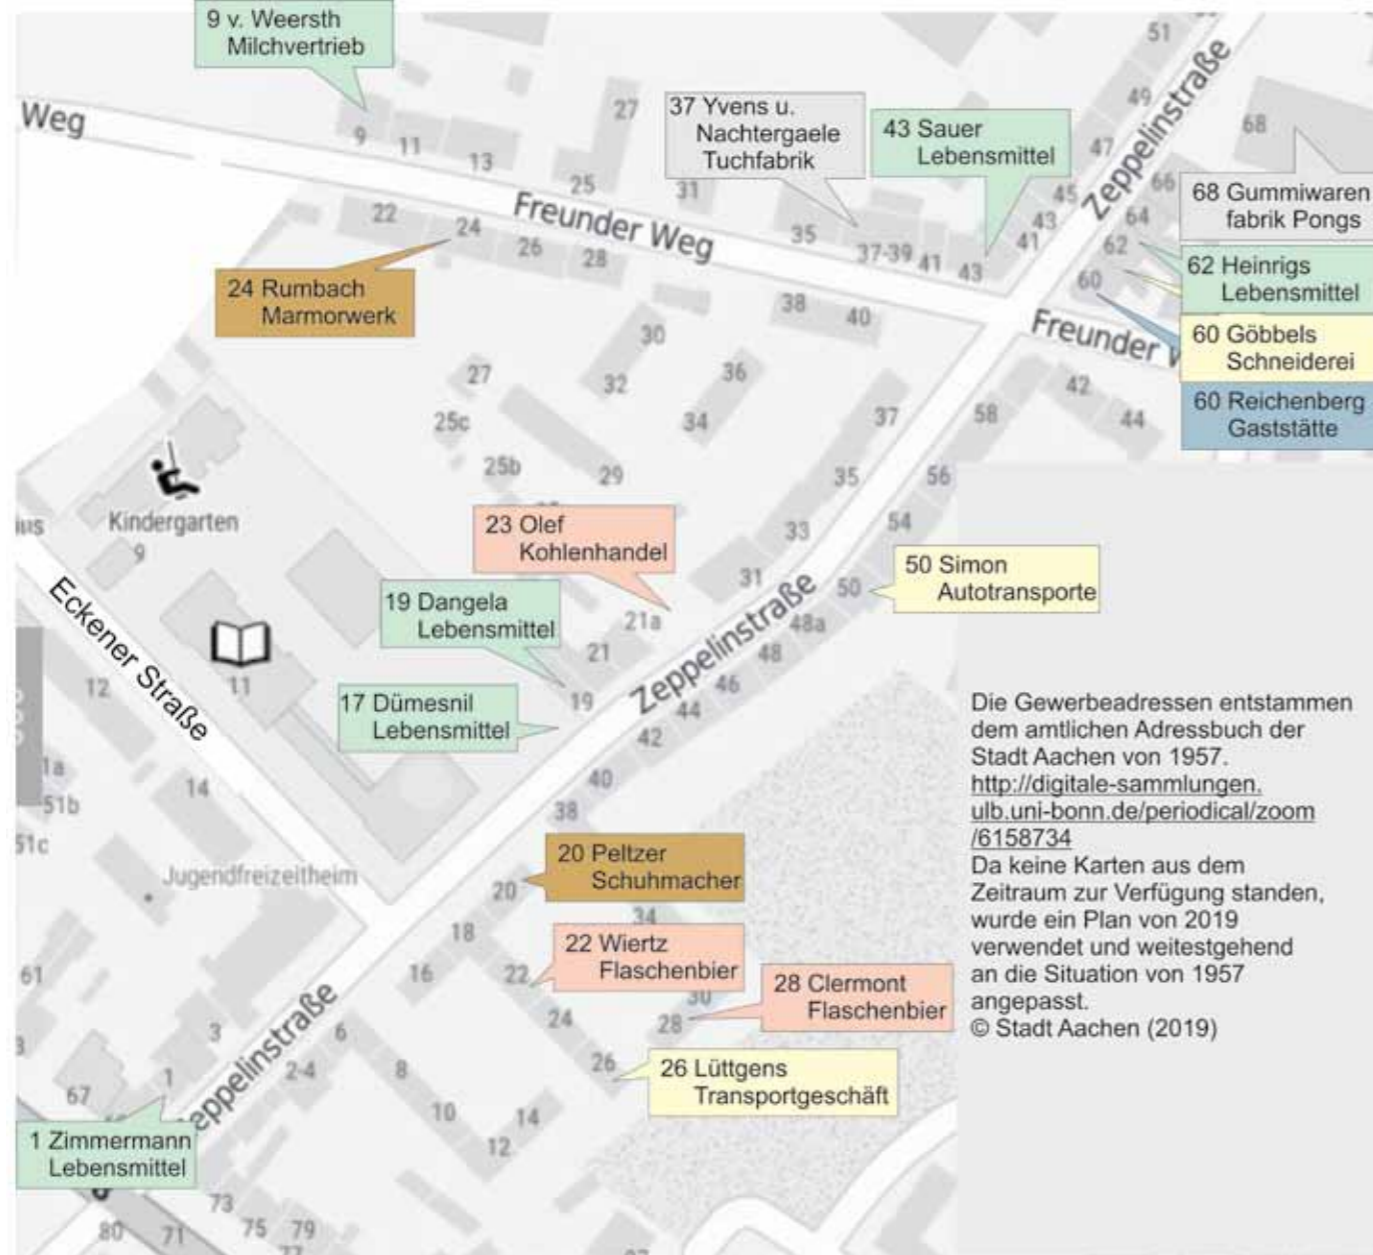 9 v. Weersth
Milchvertrieb
Weg
9
11
13
27
25
31
37 Yvens u.
Nachtergaele
Tuchfabrik
43 Sauer
Lebensmittel
51
49
47
45
43
41
Zeppelinstraße
68
66
64
62
60
68 Gummiwaren
fabrik Pongs
62 Heinrigs
Lebensmittel
60 Göbbels
Schneiderei
60 Reichenberg
Gaststätte
Freunder Weg
22
24
26
28
35
37-39
41
43
24 Rumbach
Marmorwerk
38
40
Freunder
42
44
30
32
36
34
27
25c
25b
29
37
35
33
31
58
56
54
50
Kindergarten
9
23 Olef
Kohlenhandel
50 Simon
Autotransporte
19 Dangela
Lebensmittel
21a
21
19
17 Dümesnil
Lebensmittel
Zeppelinstraße
48a
48
46
44
42
40
38
Eckener Straße
11
12
14
1a
51b
51c
Jugendfreizeitheim
Die Gewerbeadressen entstammen
dem amtlichen Adressbuch der
Stadt Aachen von 1957.
http://digitale-sammlungen.
ulb.uni-bonn.de/periodical/zoom
/6158734
Da keine Karten aus dem
Zeitraum zur Verfügung standen,
wurde ein Plan von 2019
verwendet und weitestgehend
an die Situation von 1957
angepasst.
© Stadt Aachen (2019)
20 Peltzer
Schuhmacher
20
18
16
34
22 Wiertz
Flaschenbier
22
24
26
28 Clermont
Flaschenbier
30
28
26 Lüttgens
Transportgeschäft
61
67
3
1
6
2-4
8
10
14
12
eppelinstraße
1 Zimmermann
Lebensmittel
73
75
79
77
80
71